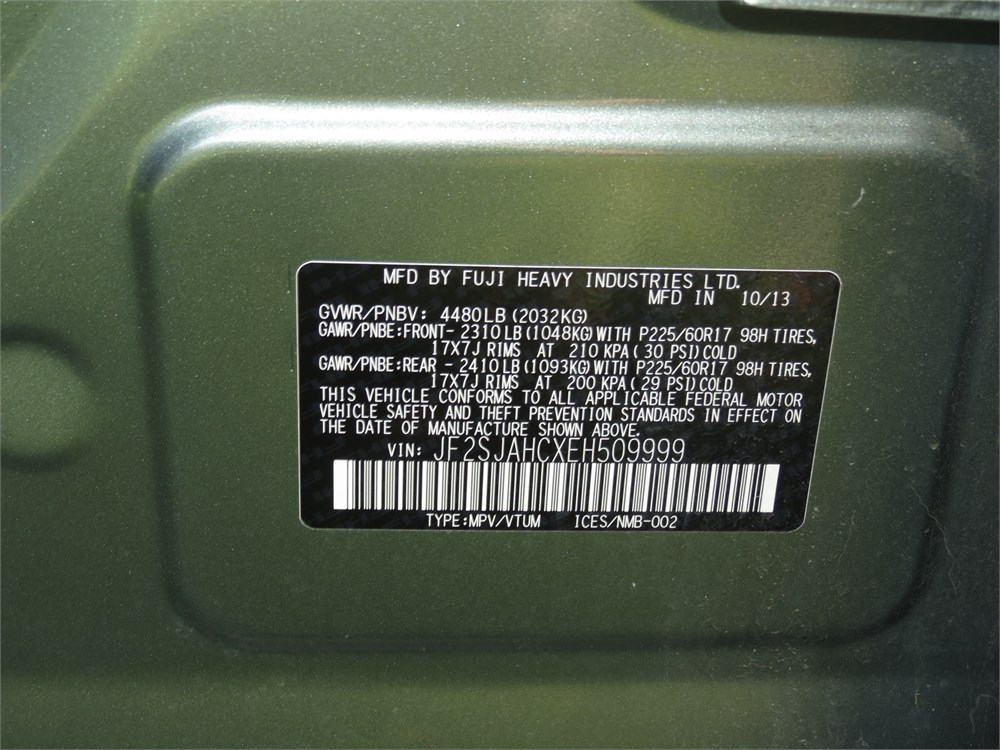 MFD BY FUJI HEAVY INDUSTRIES LTD.
MFD IN 10/13
GVWR/PNBV: 4480LB(2032KG)
GAWR/PNBE:FRONT- 2310LB(1048KG)WITH P225/60R17 98H TIRES,
17X7J RIMS AT 210 KPA(30 PSI)COLD
GAWR/PNBE:REAR - 2410LB(1093KG)WITH P225/60R17 98H TIRES,
17X7J RIMS AT 200 KPA(29 PSI)COLD
THIS VEHICLE CONFORMS TO ALL APPLICABLE FEDERAL MOTOR
VEHICLE SAFETY AND THEFT PREVENTION STANDARDS IN EFFECT ON
THE DATE OF MANUFACTURE SHOWN ABOVE.
VIN: JF2SJAHCXEH509999
TYPE:MPV/VTUM ICES/NMB-002